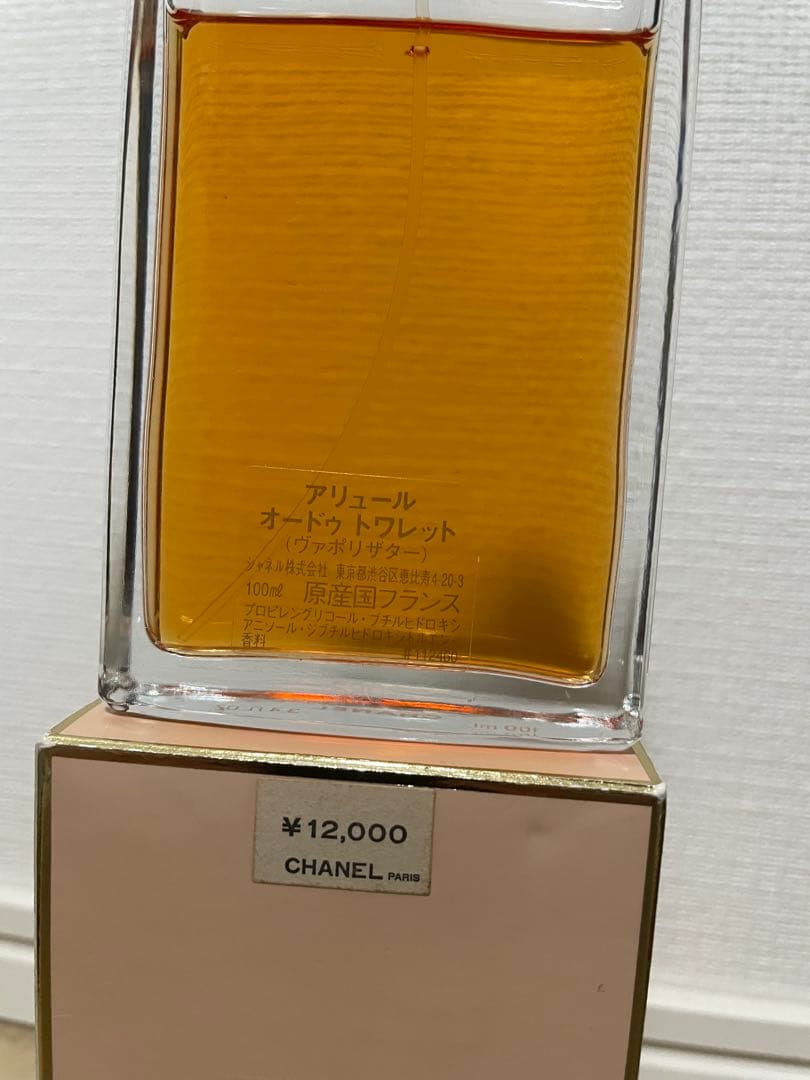 アリュール
オードゥ トワレット
(ヴァポリザター)
シャネル株式会社 東京都渋谷区恵比寿4-20-3
100㎖ 原産国フランス
プロピレングリコール・ブチルヒドロキシ
アニソール・ジブチルヒドロキシトルエン・
香料
#112460
100 ml
¥12,000
CHANEL PARIS